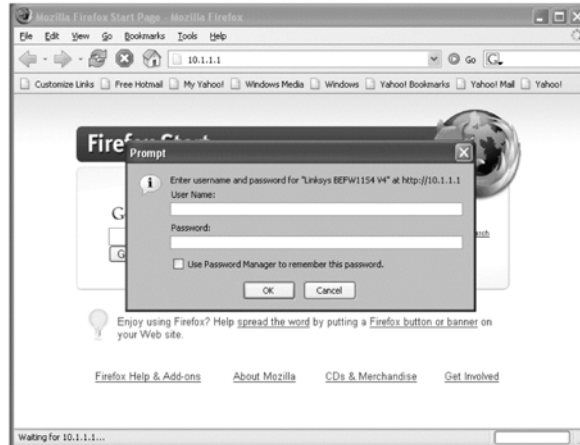 Mozilla Firefox Start Page - Mozilla Firefox
File Edit View Go Bookmarks Tools Help
10.1.1.1 Go G
Customize Links Free Hotmail My Yahoo! Windows Media Windows Yahoo! Bookmarks Yahoo! Mail Yahoo!
Firefox Start
Prompt
Enter username and password for "Linksys BEFW11S4 V4" at http://10.1.1.1
User Name:
G
Password:
G
Use Password Manager to remember this password.
OK Cancel
Enjoy using Firefox? Help spread the word by putting a Firefox button or banner on
your Web site.
Firefox Help & Add-ons About Mozilla CDs & Merchandise Get Involved
Waiting for 10.1.1.1...